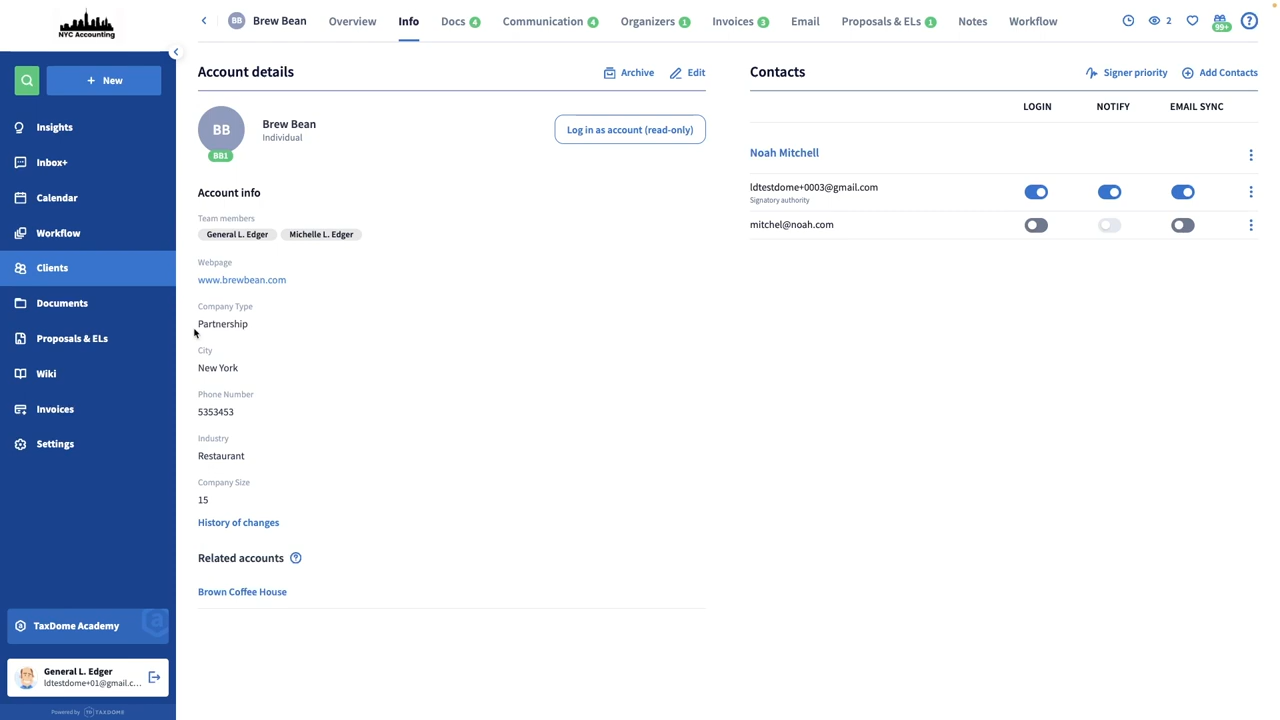 NYC Accounting
BB Brew Bean Overview Info Docs 4 Communication 4 Organizers 1 Invoices 3 Email Proposals & ELs 1 Notes Workflow 2 99+ ?
+ New
Insights
Inbox+
Calendar
Workflow
Clients
Documents
Proposals & ELs
Wiki
Invoices
Settings
TaxDome Academy
General L. Edger
ldtestdome+01@gmail.c...
Powered by TD TAXDOME
Account details Archive Edit
BB
BB1
Brew Bean
Individual
Log in as account (read-only)
Account info
Team members
General L. Edger Michelle L. Edger
Webpage
www.brewbean.com
Company Type
Partnership
City
New York
Phone Number
5353453
Industry
Restaurant
Company Size
15
History of changes
Related accounts ?
Brown Coffee House
Contacts Signer priority Add Contacts
LOGIN NOTIFY EMAIL SYNC
Noah Mitchell
ldtestdome+0003@gmail.com
Signatory authority
mitchel@noah.com